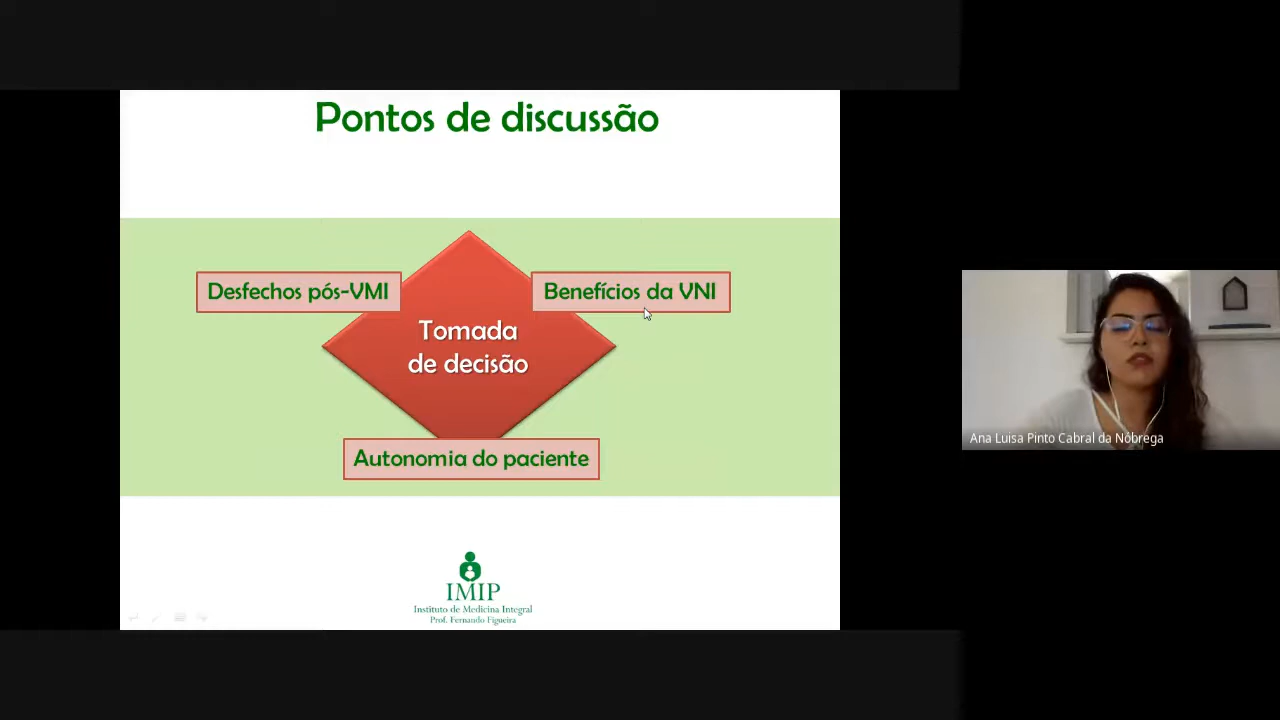 Pontos de discussão
Desfechos pós-VMI
Benefícios da VNI
Tomada
de decisão
Autonomia do paciente
IMIP
Instituto de Medicina Integral
Prof. Fernando Figueira
Ana Luisa Pinto Cabral da Nóbrega